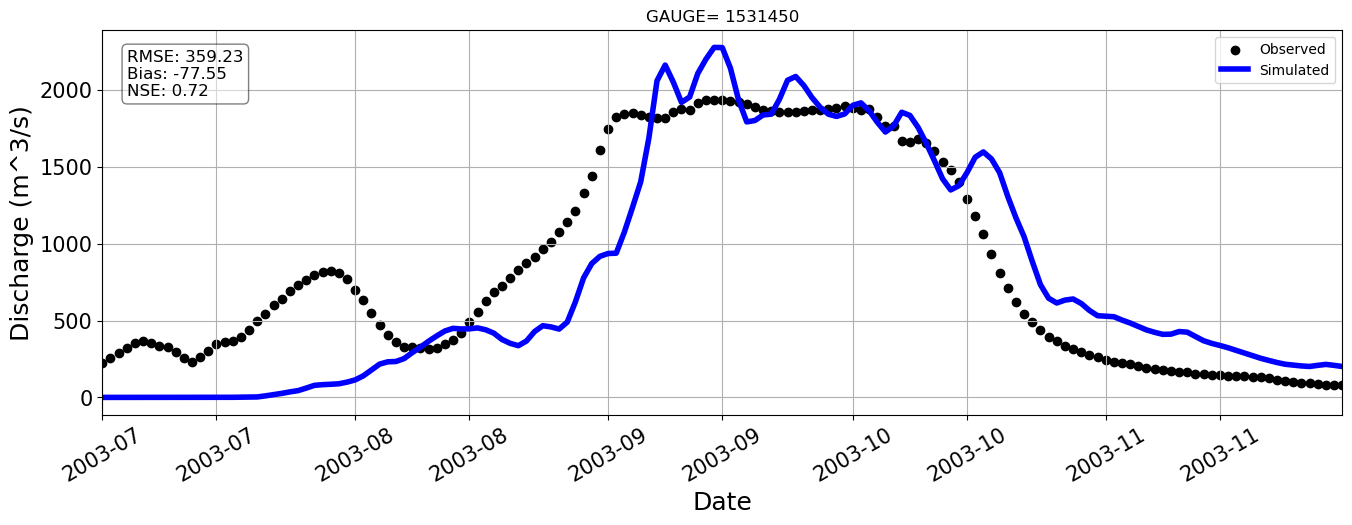 GAUGE= 1531450
RMSE: 359.23
Bias: -77.55
NSE: 0.72
Observed
Simulated
Discharge (m^3/s)
2000
1500
1000
500
0
2003-07
2003-07
2003-08
2003-08
2003-09
2003-09
2003-10
2003-10
2003-11
2003-11
Date